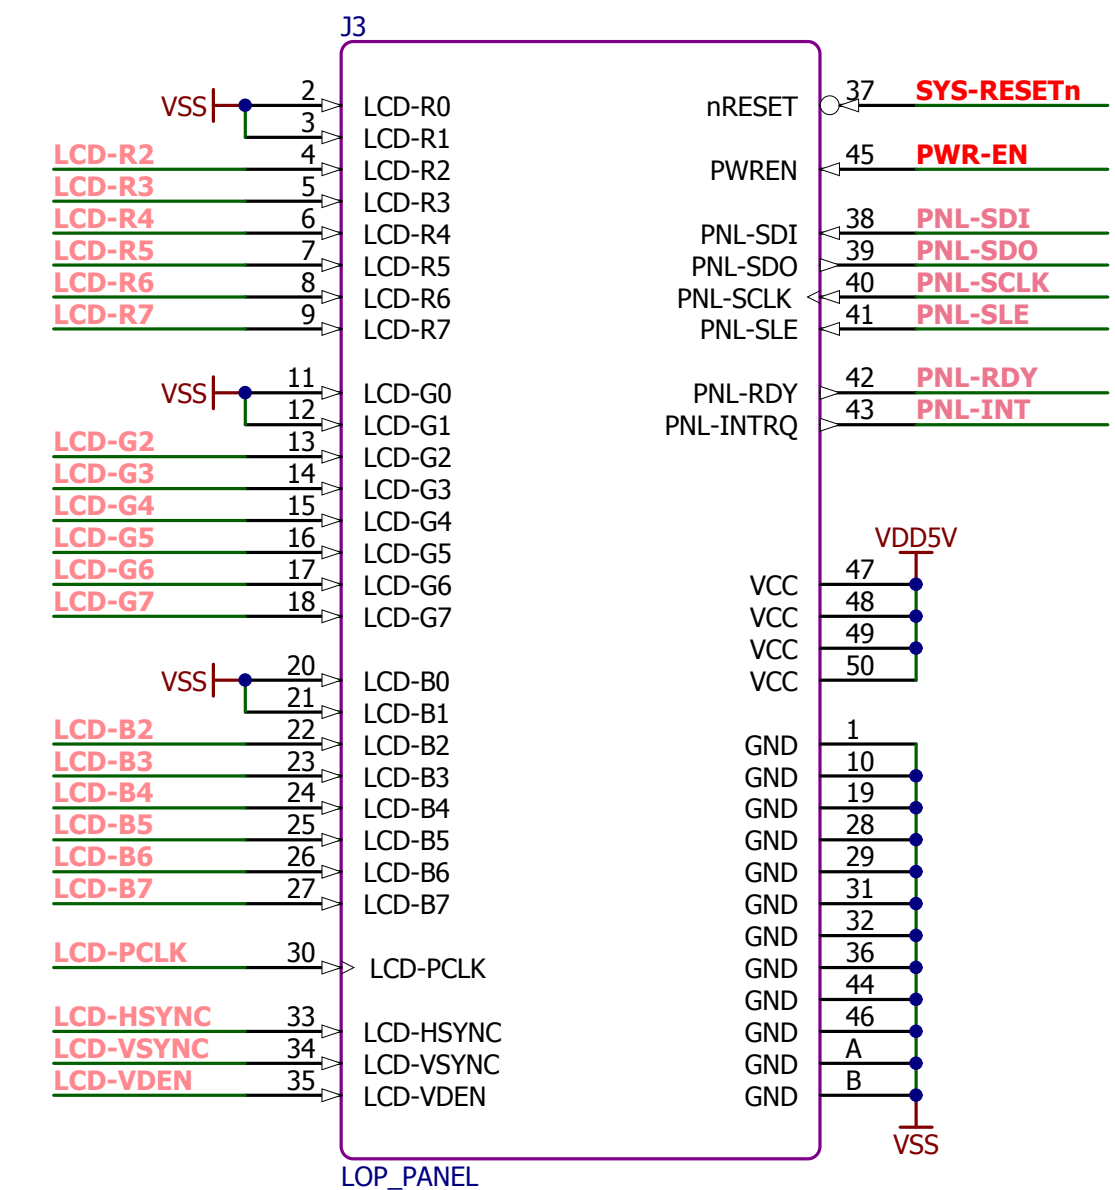 J3
VSS 2 LCD-R0
3 LCD-R1
LCD-R2 4 LCD-R2
LCD-R3 5 LCD-R3
LCD-R4 6 LCD-R4
LCD-R5 7 LCD-R5
LCD-R6 8 LCD-R6
LCD-R7 9 LCD-R7
VSS 11 LCD-G0
12 LCD-G1
LCD-G2 13 LCD-G2
LCD-G3 14 LCD-G3
LCD-G4 15 LCD-G4
LCD-G5 16 LCD-G5
LCD-G6 17 LCD-G6
LCD-G7 18 LCD-G7
VSS 20 LCD-B0
21 LCD-B1
LCD-B2 22 LCD-B2
LCD-B3 23 LCD-B3
LCD-B4 24 LCD-B4
LCD-B5 25 LCD-B5
LCD-B6 26 LCD-B6
LCD-B7 27 LCD-B7
LCD-PCLK 30 LCD-PCLK
LCD-HSYNC 33 LCD-HSYNC
LCD-VSYNC 34 LCD-VSYNC
LCD-VDEN 35 LCD-VDEN
nRESET 37 SYS-RESETn
PWREN 45 PWR-EN
PNL-SDI 38 PNL-SDI
PNL-SDO 39 PNL-SDO
PNL-SCLK 40 PNL-SCLK
PNL-SLE 41 PNL-SLE
PNL-RDY 42 PNL-RDY
PNL-INTRQ 43 PNL-INT
VDD5V
VCC 47
VCC 48
VCC 49
VCC 50
GND 1
GND 10
GND 19
GND 28
GND 29
GND 31
GND 32
GND 36
GND 44
GND 46
GND A
GND B
VSS
LOP_PANEL